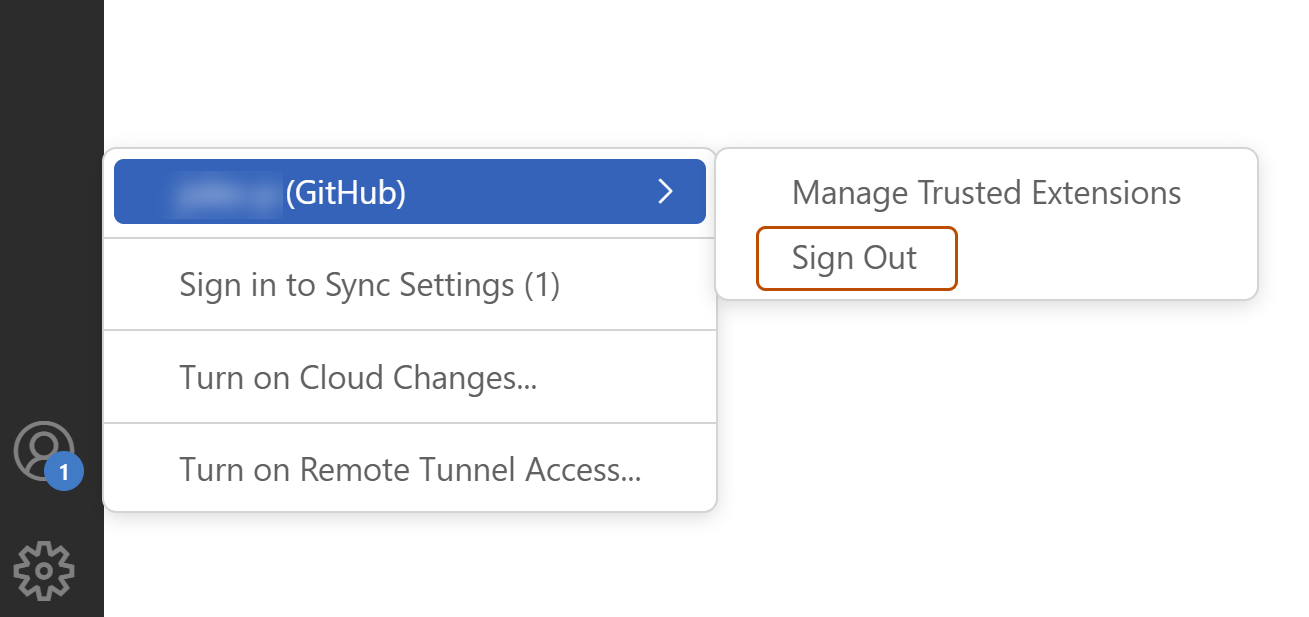 (GitHub)
Manage Trusted Extensions
Sign Out
Sign in to Sync Settings (1)
Turn on Cloud Changes...
Turn on Remote Tunnel Access...
1